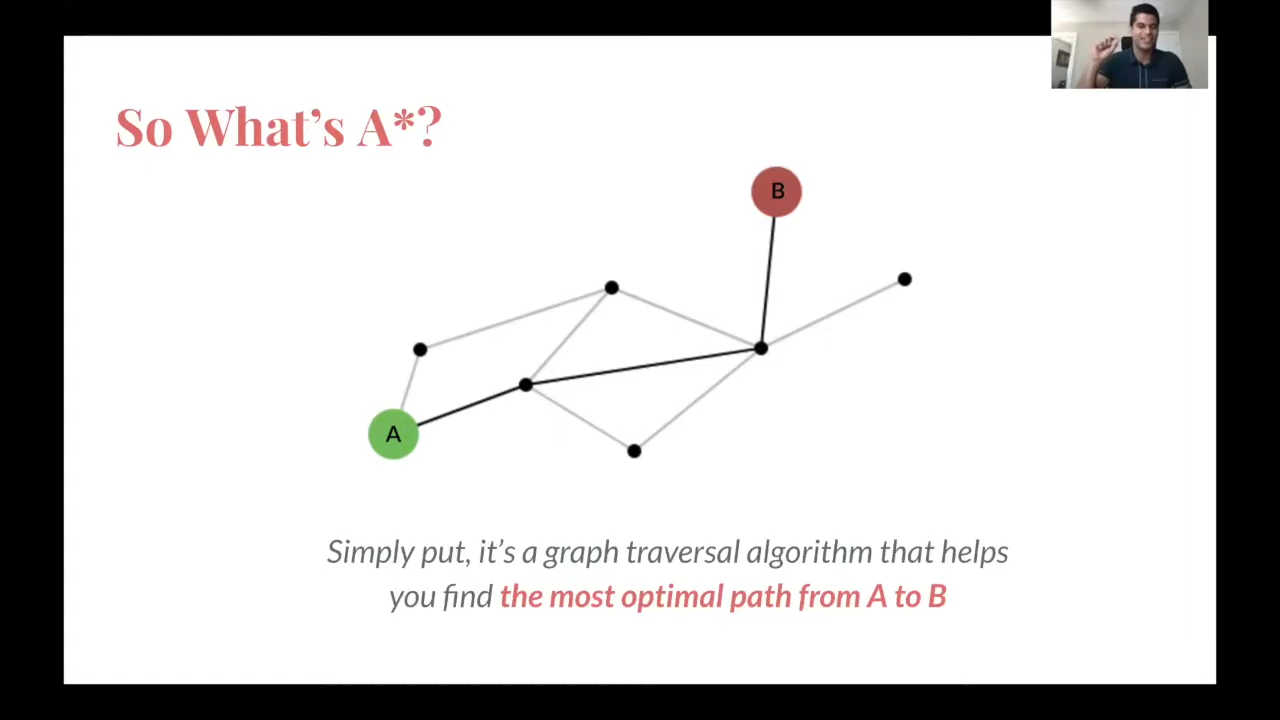 So What's A*?
B
A
Simply put, it's a graph traversal algorithm that helps
you find the most optimal path from A to B